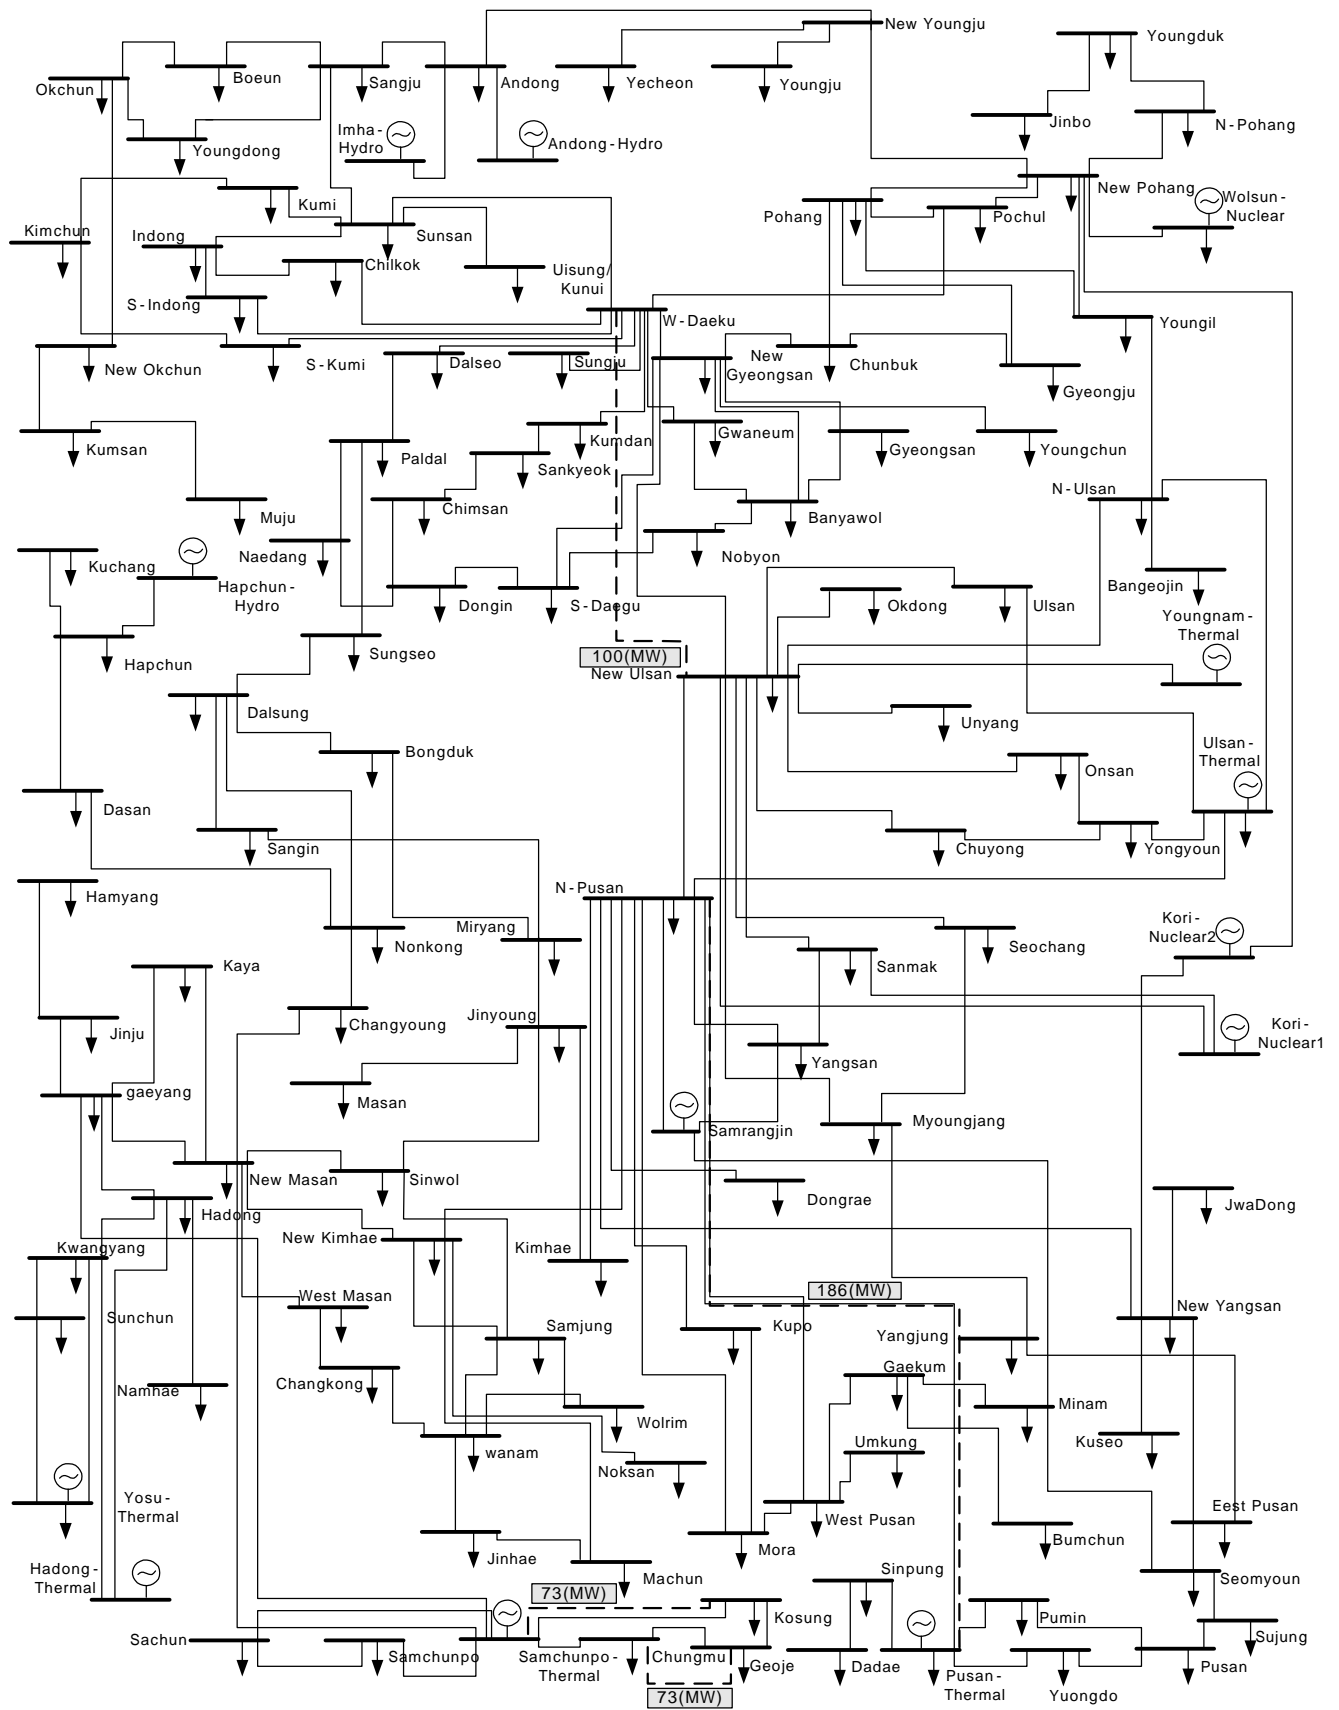 New Youngju
Youngduk
Okchun
Boeun
Sangju
Andong
Yecheon
Youngju
Jinbo
N-Pohang
Imha-
Hydro
Andong-Hydro
Youngdong
Kumi
Pohang
New Pohang
Wolsun-
Nuclear
Pochul
Kimchun
Indong
Sunsan
Chilkok
Uisung/
Kunui
S-Indong
W-Daeku
Youngil
New Okchun
S-Kumi
Dalseo
Sungju
New
Gyeongsan
Chunbuk
Gyeongju
Kumsan
Paldal
Kumdan
Gwaneum
Gyeongsan
Youngchun
Sankyeok
N-Ulsan
Muju
Chimsan
Banyawol
Kuchang
Naedang
Nobyon
Hapchun-
Hydro
Bangeojin
Dongin
S-Daegu
Okdong
Ulsan
Youngnam-
Thermal
Hapchun
Sungseo
100(MW)
New Ulsan
Dalsung
Unyang
Bongduk
Ulsan-
Thermal
Onsan
Dasan
Sangin
Chuyong
Yongyoun
Hamyang
N-Pusan
Miryang
Nonkong
Seochang
Kori-
Nuclear2
Kaya
Sanmak
Jinju
Changyoung
Jinyoung
Kori-
Nuclear1
Yangsan
gaeyang
Masan
Samrangjin
Myoungjang
New Masan
Sinwol
Dongrae
JwaDong
Hadong
New Kimhae
Kimhae
Kwangyang
186(MW)
West Masan
New Yangsan
Sunchun
Samjung
Kupo
Yangjung
Gaekum
Namhae
Changkong
Minam
Wolrim
Kuseo
wanam
Umkung
Noksan
Yosu-
Thermal
West Pusan
Eest Pusan
Bumchun
Jinhae
Mora
Hadong-
Thermal
Machun
Sinpung
Seomyoun
73(MW)
Kosung
Pumin
Sachun
Samchunpo
Samchunpo-
Thermal
Chungmu
Geoje
Dadae
Pusan-
Thermal
Yuongdo
Pusan
Sujung
73(MW)